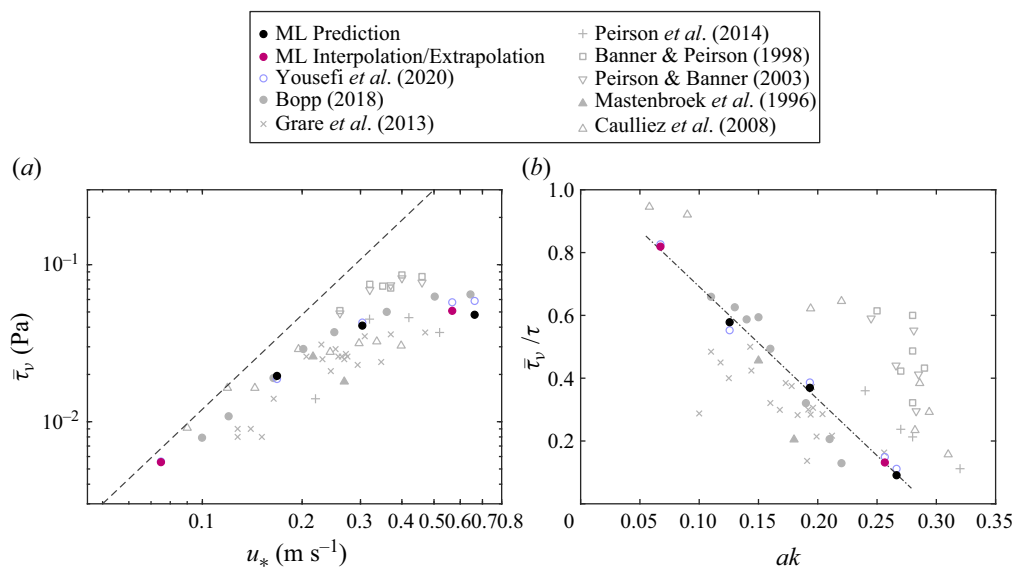 ML Prediction
ML Interpolation/Extrapolation
Yousefi et al. (2020)
Bopp (2018)
Grare et al. (2013)
Peirson et al. (2014)
Banner & Peirson (1998)
Peirson & Banner (2003)
Mastenbroek et al. (1996)
Caulliez et al. (2008)
(a)
10⁻¹
10⁻²
τ̄ᵥ (Pa)
0.1 0.2 0.3 0.4 0.50 0.60 0.70 0.8
u* (m s⁻¹)
(b)
1.0
0.8
0.6
0.4
0.2
τ̄ᵥ/τ
0 0.05 0.10 0.15 0.20 0.25 0.30 0.35
ak